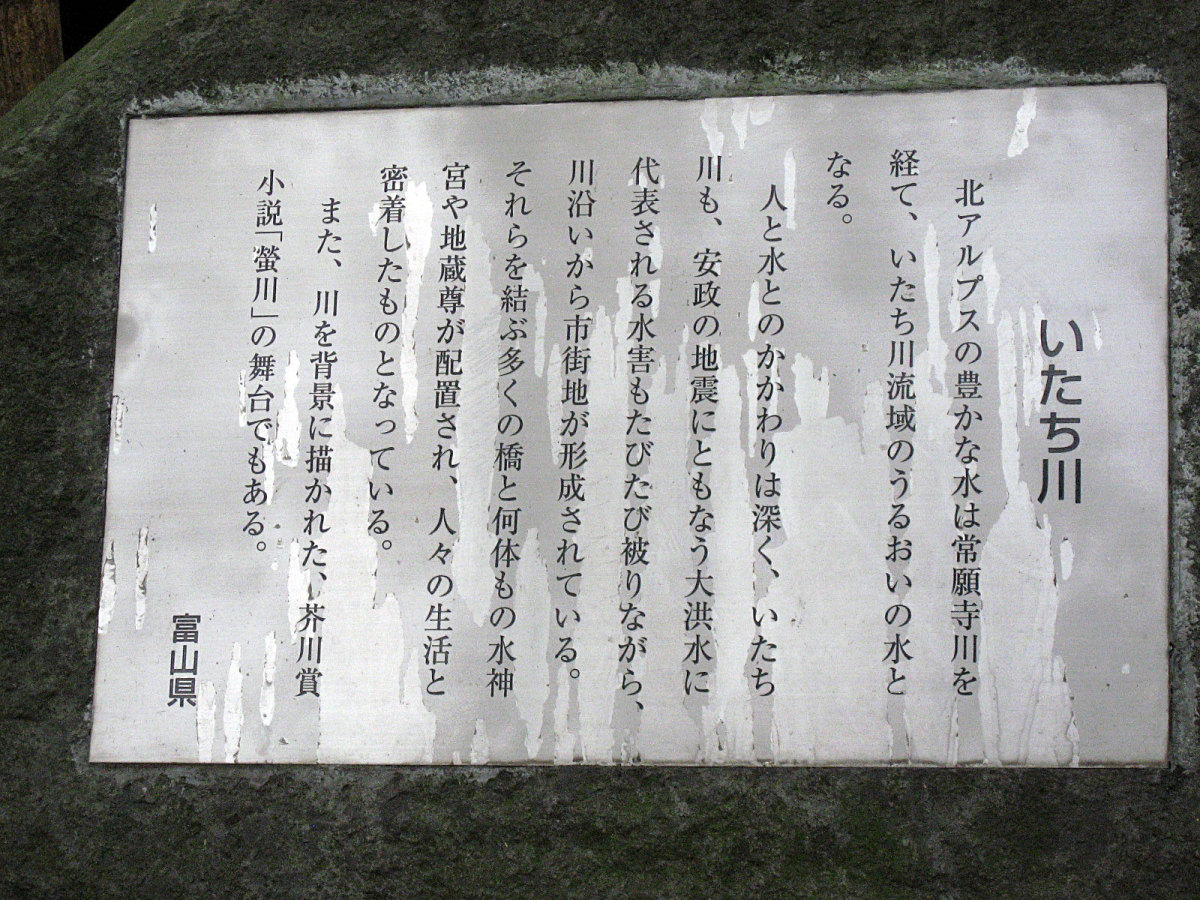 いたち川
北アルプスの豊かな水は常願寺川を
経て、いたち川流域のうるおいの水と
なる。
人と水とのかかわりは深く、いたち
川も、安政の地震にともなう大洪水に
代表される水害もたびたび被りながら、
川沿いから市街地が形成されている。
それらを結ぶ多くの橋と何体もの水神
宮や地蔵尊が配置され、人々の生活と
密着したものとなっている。
また、川を背景に描かれた、芥川賞
小説「螢川」の舞台でもある。
富山県